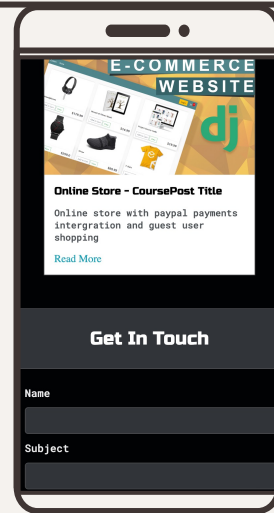 E-COMMERCE
WEBSITE
dj
Online Store - CoursePost Title
Online store with paypal payments
intergration and guest user
shopping
Read More
Get In Touch
Name
Subject